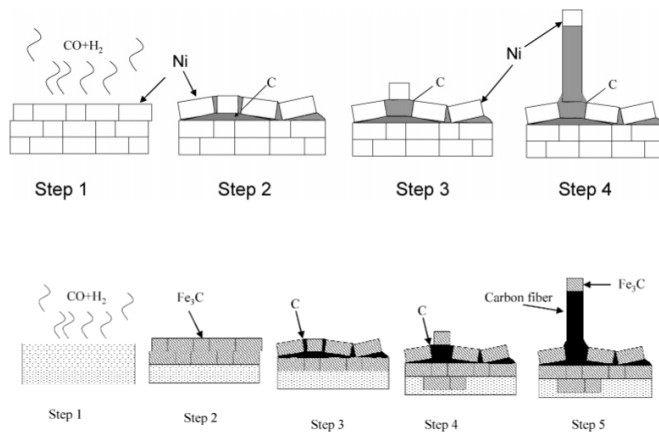 CO+H₂
Ni
C
C
Ni
C
Step 1
Step 2
Step 3
Step 4
CO+H₂
Fe₃C
C
C
Carbon fiber
Fe₃C
Step 1
Step 2
Step 3
Step 4
Step 5